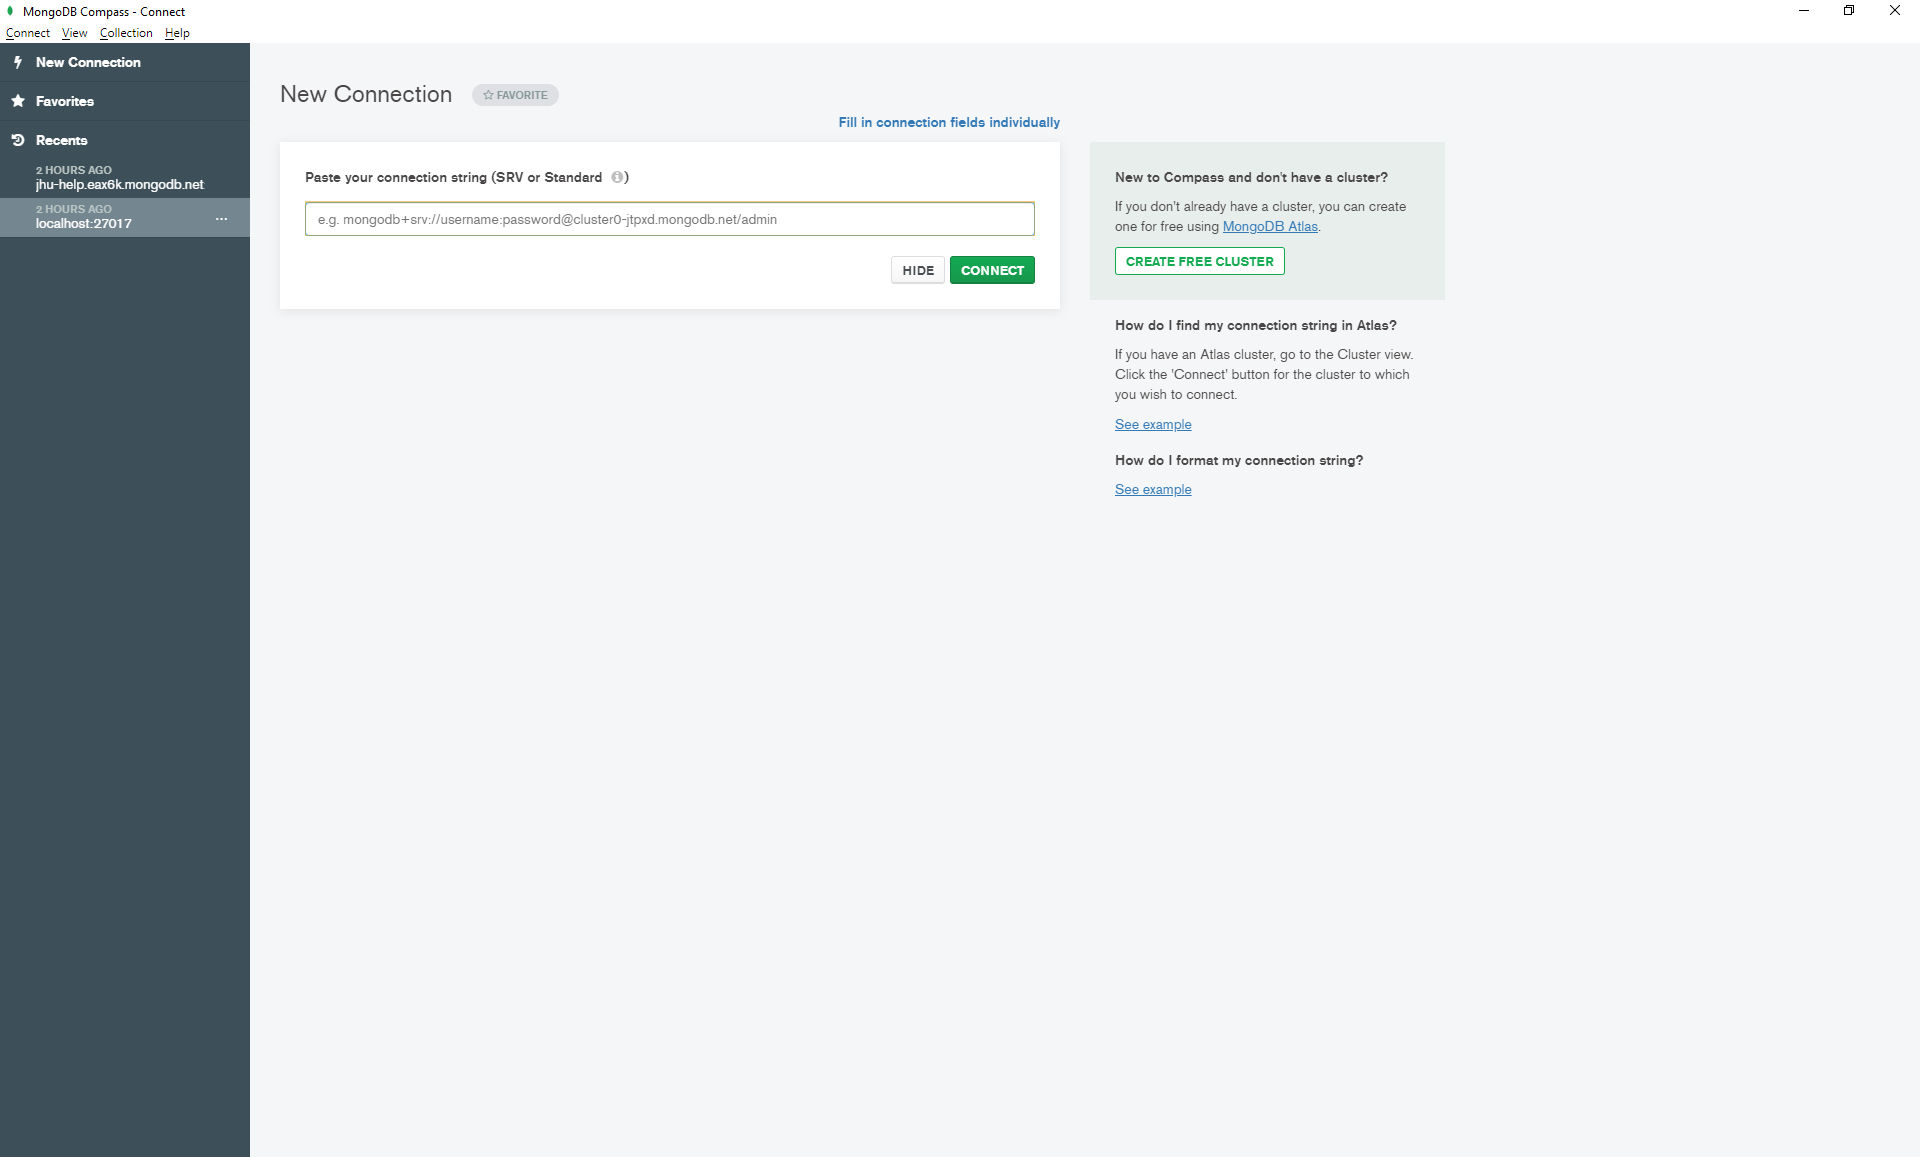 MongoDB Compass - Connect
Connect View Collection Help
New Connection
Favorites
Recents
2 HOURS AGO
jhu-help.eax6k.mongodb.net
2 HOURS AGO
localhost:27017
...
New Connection
FAVORITE
Fill in connection fields individually
Paste your connection string (SRV or Standard i)
e.g. mongodb+srv://username:password@cluster0-jtpxd.mongodb.net/admin
HIDE
CONNECT
New to Compass and don't have a cluster?
If you don't already have a cluster, you can create
one for free using MongoDB Atlas.
CREATE FREE CLUSTER
How do I find my connection string in Atlas?
If you have an Atlas cluster, go to the Cluster view.
Click the 'Connect' button for the cluster to which
you wish to connect.
See example
How do I format my connection string?
See example